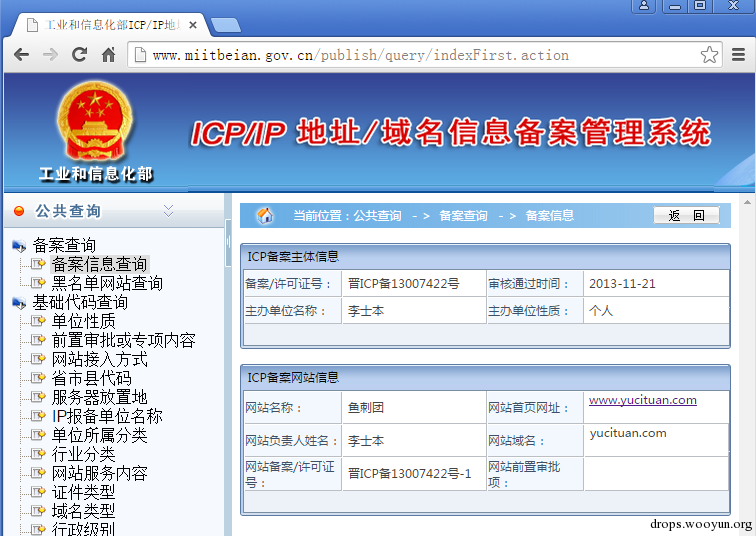 工业和信息化部ICP/IP地
www.miitbeian.gov.cn/publish/query/indexFirst.action
ICP/IP 地址/域名信息备案管理系统
工业和信息化部
公共查询
当前位置：公共查询 -> 备案查询 -> 备案信息
返 回
备案查询
备案信息查询
黑名单网站查询
基础代码查询
单位性质
前置审批或专项内容
网站接入方式
省市县代码
服务器放置地
IP报备单位名称
单位所属分类
行业分类
网站服务内容
证件类型
域名类型
行政级别
ICP备案主体信息
备案/许可证号： 晋ICP备13007422号 审核通过时间： 2013-11-21
主办单位名称： 李士本 主办单位性质： 个人
ICP备案网站信息
网站名称： 鱼刺团 网站首页网址： www.yucituan.com
网站负责人姓名： 李士本 网站域名： yucituan.com
网站备案/许可证
号： 晋ICP备13007422号-1 网站前置审批
项：
drops.wooyun.org